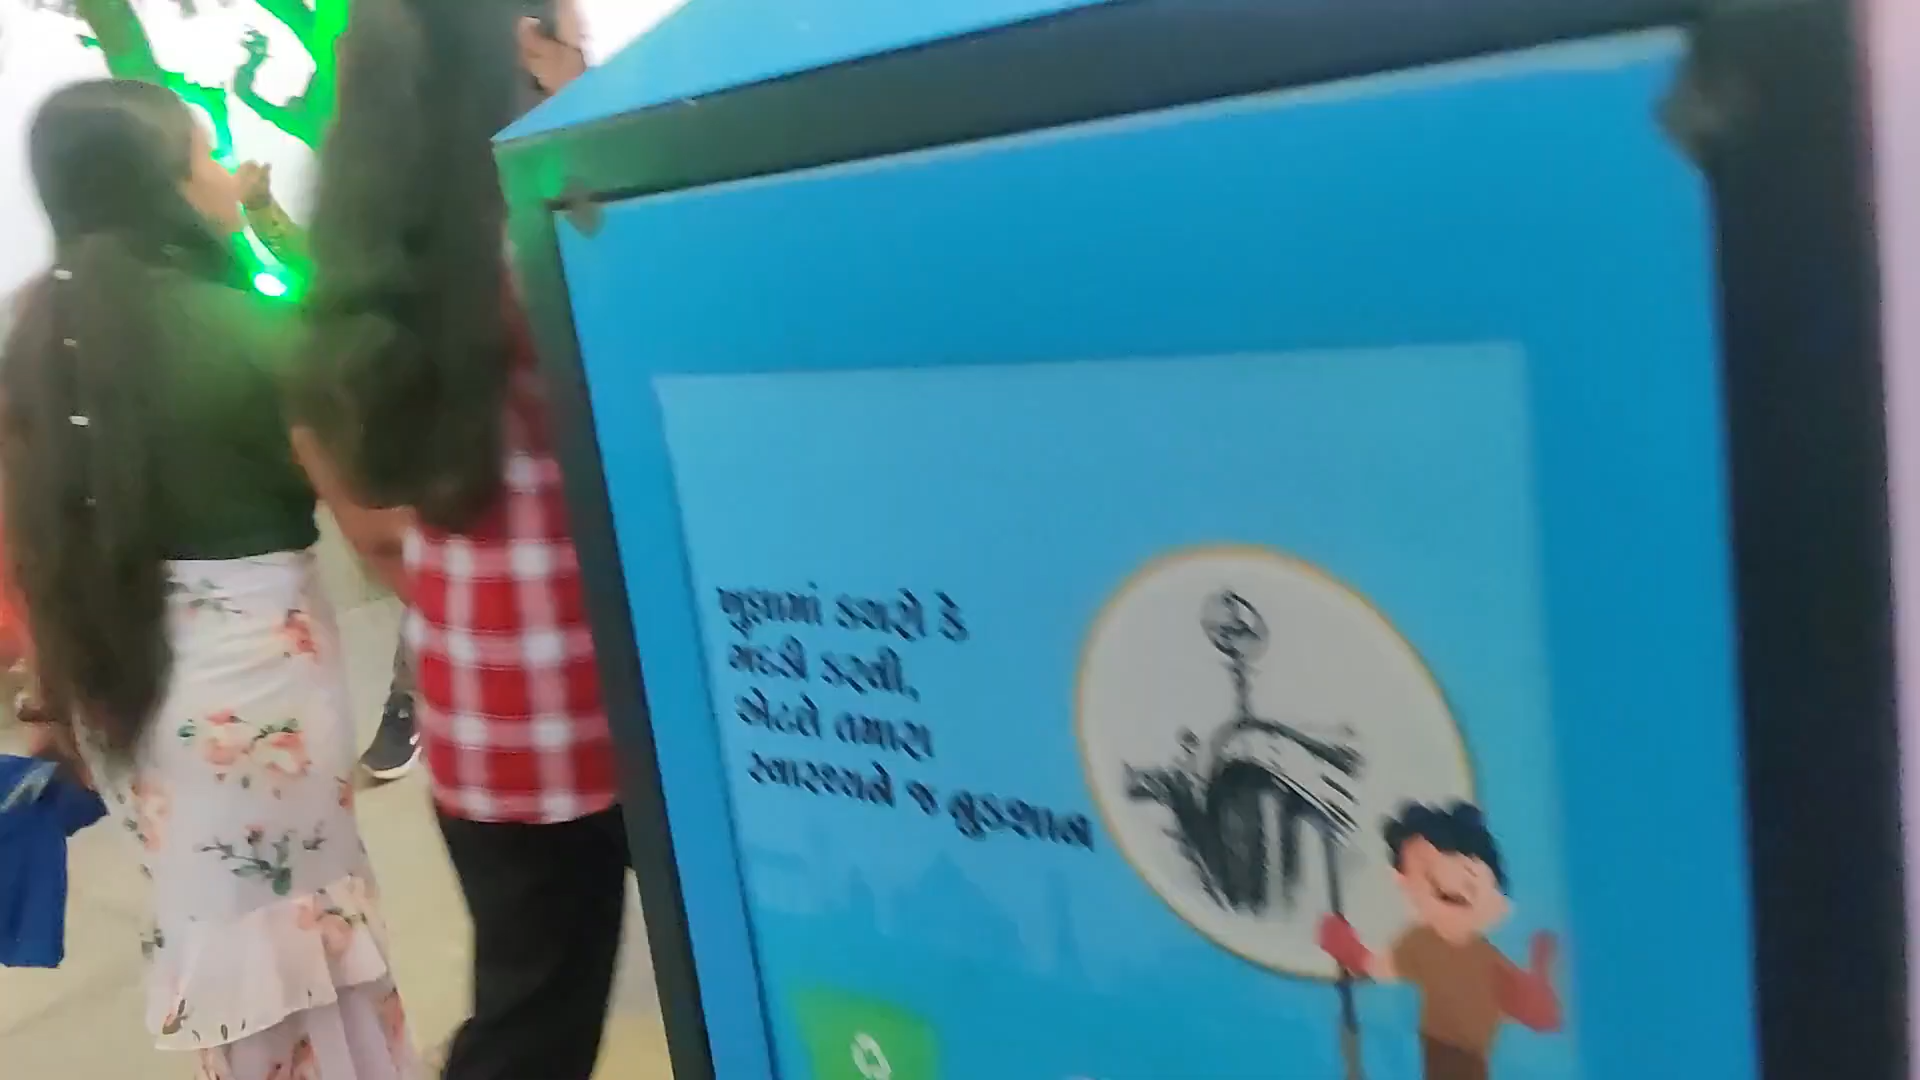 ખુલ્લામાં કચરો કે
ગંદકી કરવી,
એટલે તમારા
સ્વાસ્થ્યને જ નુકશાન